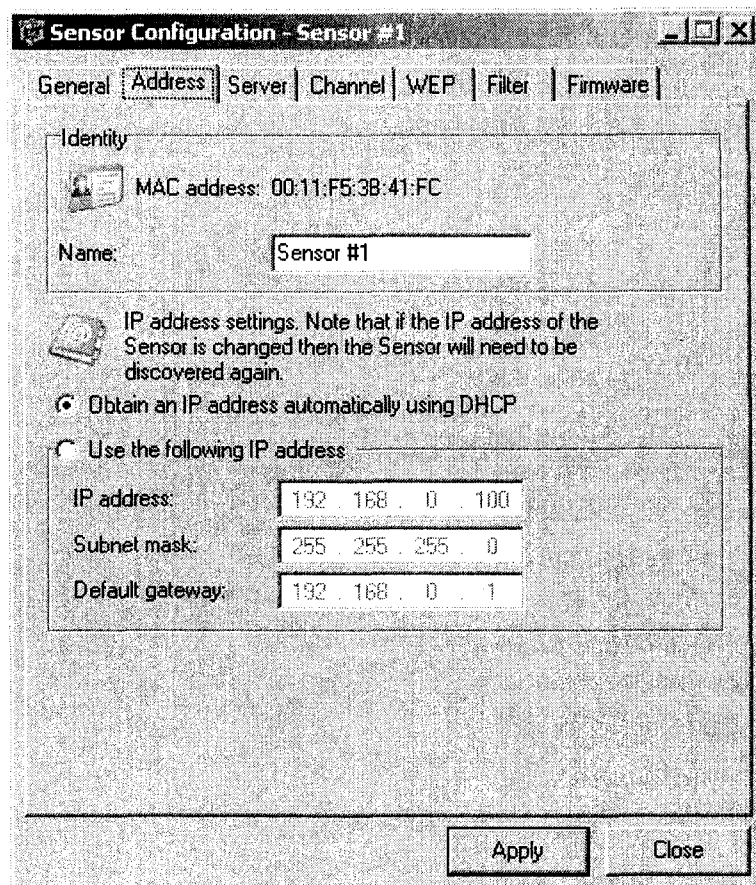 Sensor Configuration - Sensor #1
General Address Server Channel WEP Filter Firmware
Identity
MAC address: 00:11:F5:3B:41:FC
Name: Sensor #1
IP address settings. Note that if the IP address of the
Sensor is changed then the Sensor will need to be
discovered again.
Obtain an IP address automatically using DHCP
Use the following IP address
IP address: 192 . 168 . 0 . 100
Subnet mask: 255 . 255 . 255 . 0
Default gateway: 192 . 168 . 0 . 1
Apply Close